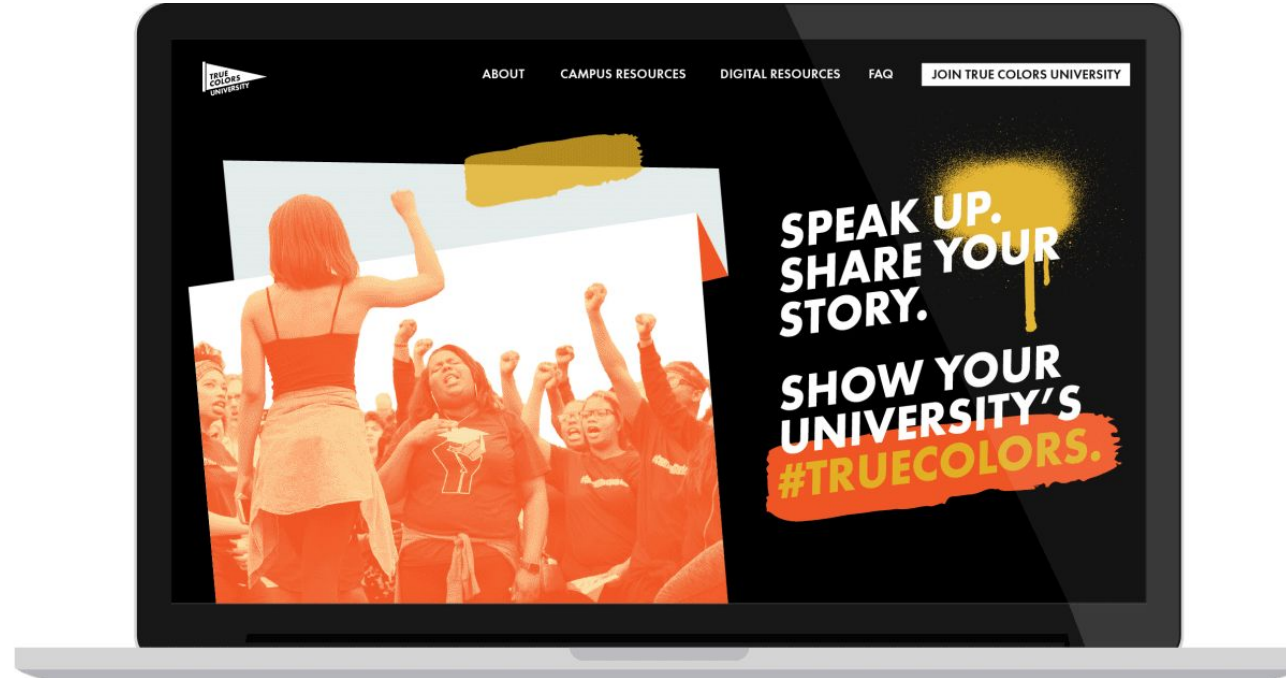 TRUE
COLORS
UNIVERSITY
ABOUT
CAMPUS RESOURCES
DIGITAL RESOURCES
FAQ
JOIN TRUE COLORS UNIVERSITY
SPEAK UP.
SHARE YOUR
STORY.
SHOW YOUR
UNIVERSITY'S
#TRUECOLORS.